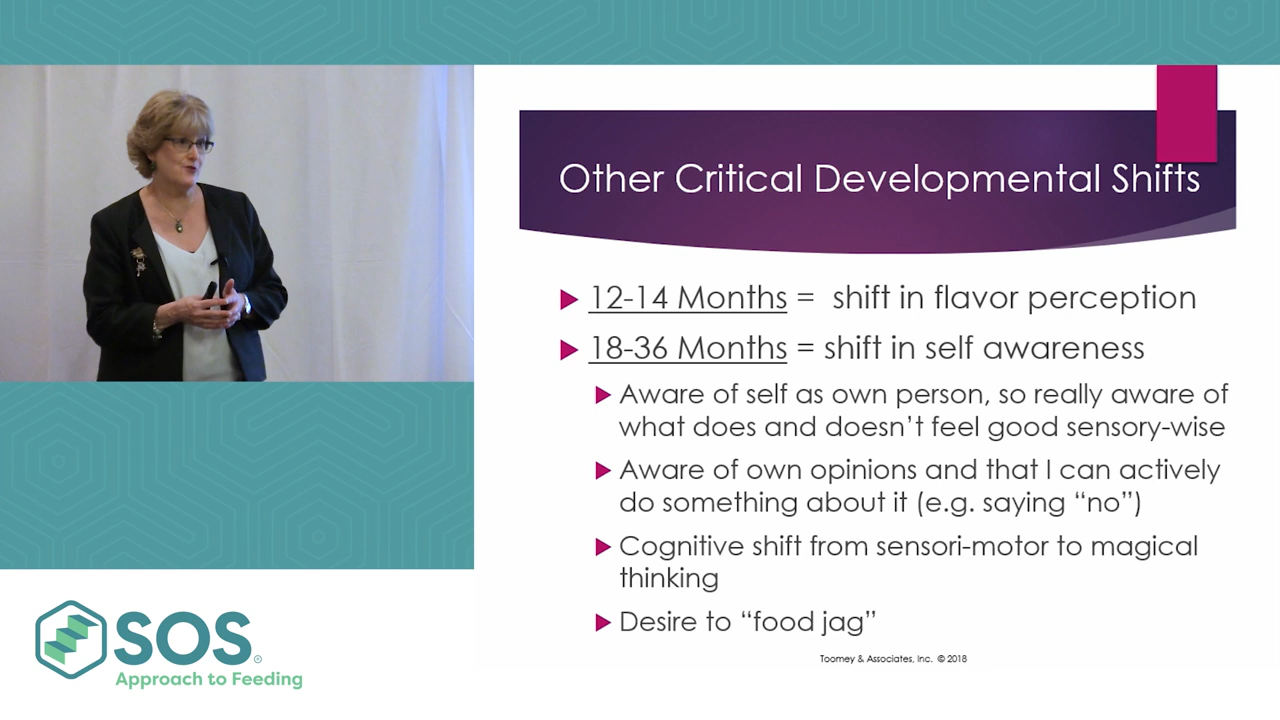 Other Critical Developmental Shifts
12-14 Months = shift in flavor perception
18-36 Months = shift in self awareness
Aware of self as own person, so really aware of
what does and doesn’t feel good sensory-wise
Aware of own opinions and that I can actively
do something about it (e.g. saying “no”)
Cognitive shift from sensori-motor to magical
thinking
Desire to “food jag”
Toomey & Associates, Inc. © 2018
SOS®
Approach to Feeding